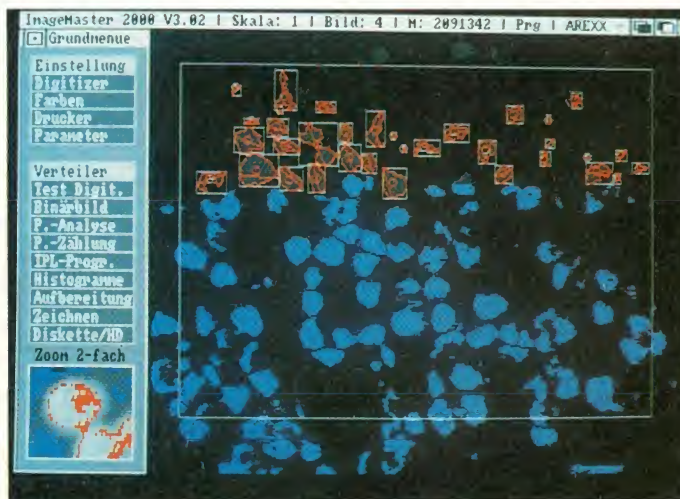 ImageMaster 2000 V3.02 | Skala: 1 | Bild: 4 | M: 2091342 | Prg | AREXX
Grundmenue
Einstellung
Digitizer
Farben
Drucker
Parameter
Verteiler
Test Digit.
Binärbild
P.-Analyse
P.-Zählung
IPL-Progr.
Histogramme
Aufbereitung
Zeichnen
Diskette/HD
Zoom 2-fach